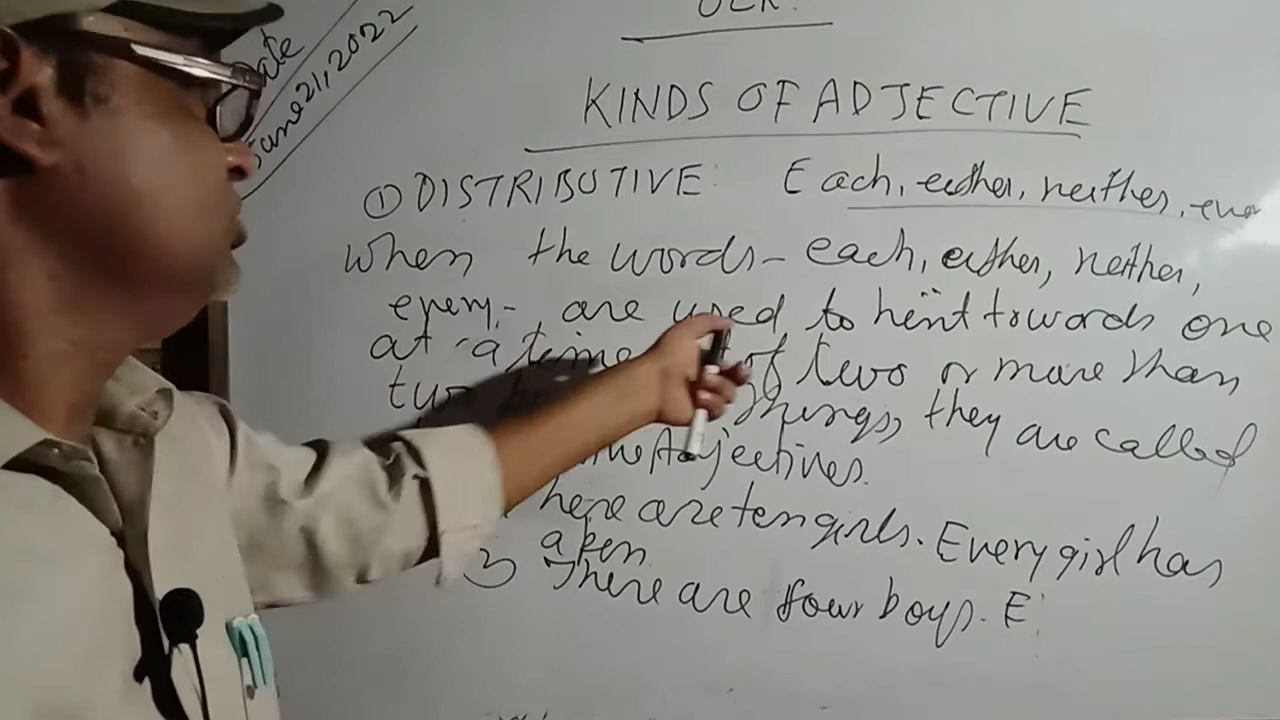 Date
June 21, 2022
KINDS OF ADJECTIVE
① DISTRIBUTIVE: Each, either, neither, ever
when the words - each, either, neither,
every, - are used to hint towards one
at a time of two or more than
things, they are called
Adjectives.
here are ten girls. Every girl has
a pen
There are four boys. E